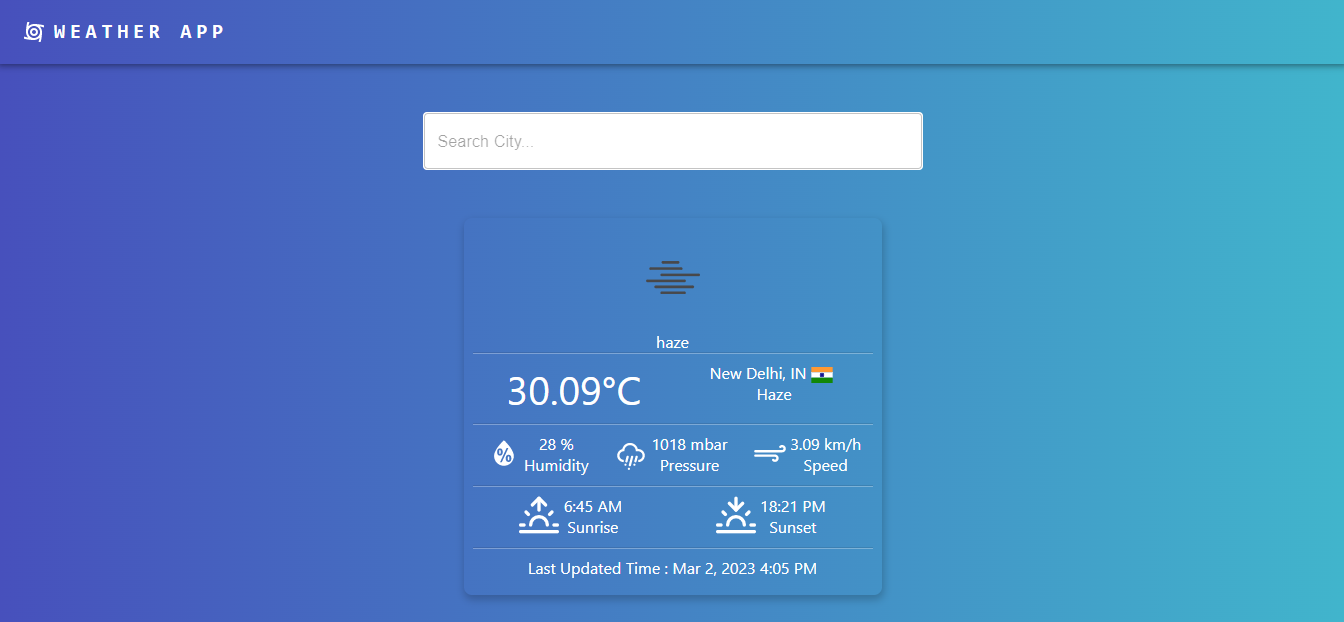 WEATHER APP
Search City...
haze
30.09°C
New Delhi, IN
Haze
28 %
Humidity
1018 mbar
Pressure
3.09 km/h
Speed
6:45 AM
Sunrise
18:21 PM
Sunset
Last Updated Time : Mar 2, 2023 4:05 PM